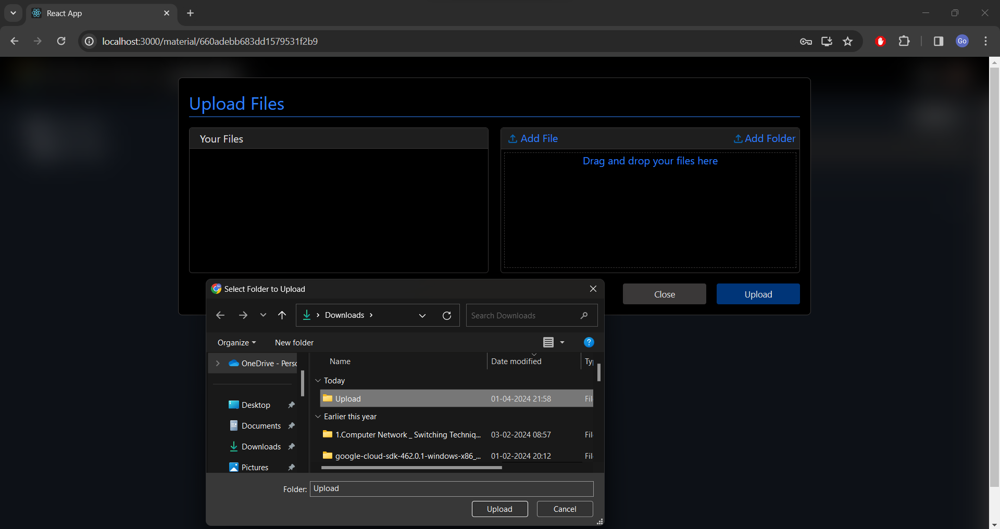 React App
localhost:3000/material/660adebb683dd1579531f2b9
Go
Upload Files
Your Files
Add File
Add Folder
Drag and drop your files here
Close
Upload
Select Folder to Upload
Downloads
Search Downloads
Organize
New folder
?
OneDrive - Perso
Desktop
Documents
Downloads
Pictures
Name
Date modified
Typ
Today
Upload 01-04-2024 21:58 Fil
Earlier this year
1.Computer Network _ Switching Techniq... 03-02-2024 08:57 Fil
google-cloud-sdk-462.0.1-windows-x86_... 01-02-2024 20:12 Fil
Folder: Upload
Upload
Cancel